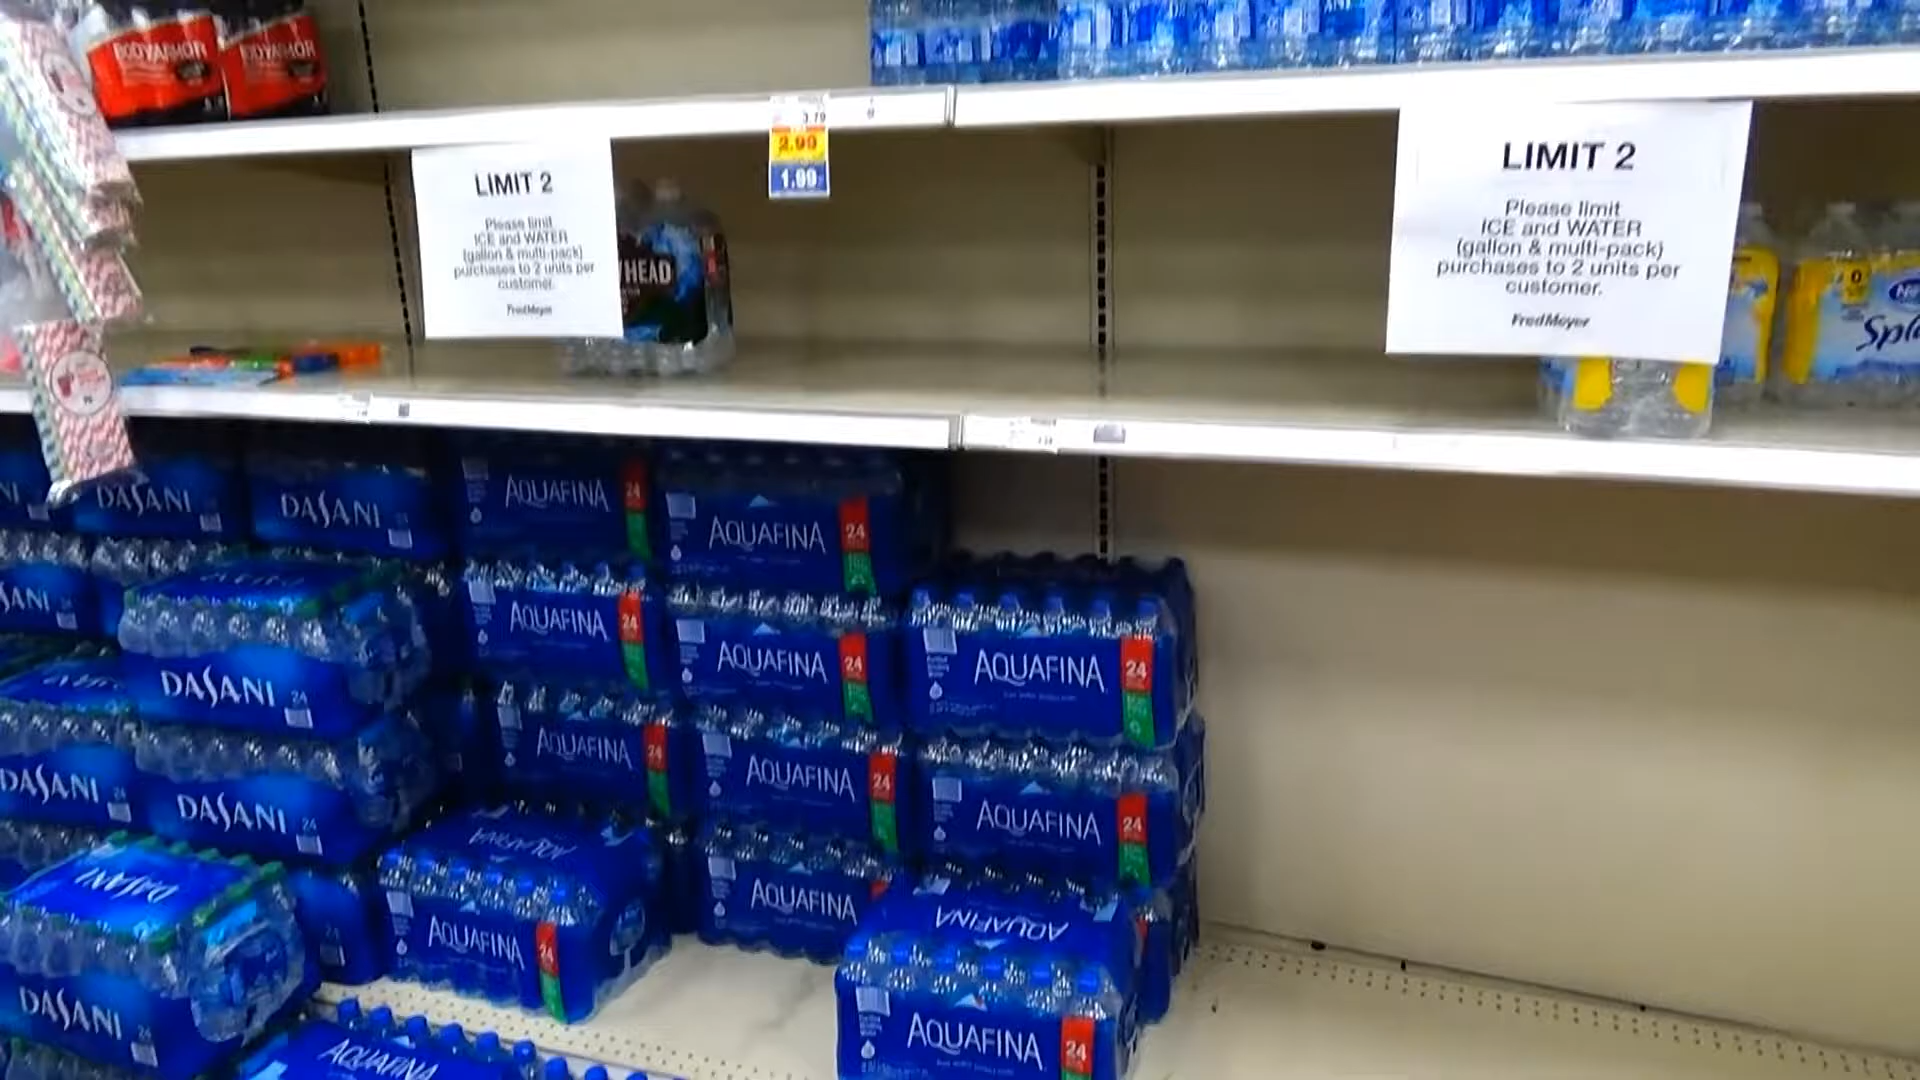 BODYARMOR
BODYARMOR
3.79
2.99
1.99
LIMIT 2
Please limit
ICE and WATER
(gallon & multi-pack)
purchases to 2 units per
customer.
FredMeyer
HEAD
LIMIT 2
Please limit
ICE and WATER
(gallon & multi-pack)
purchases to 2 units per
customer.
FredMeyer
0
Spla
DASANI
DASANI
AQUAFINA 24
AQUAFINA 24
SANI
AQUAFINA 24
AQUAFINA 24
AQUAFINA 24
DASANI 24
DASANI
DASANI 24
AQUAFINA 24
AQUAFINA 24
AQUAFINA 24
AQUAFINA
DASANI
AQUAFINA
AQUAFINA 24
AQUAFINA
AQUAFINA
DASANI 24
24
AQUAFINA 24
AQUAFINA